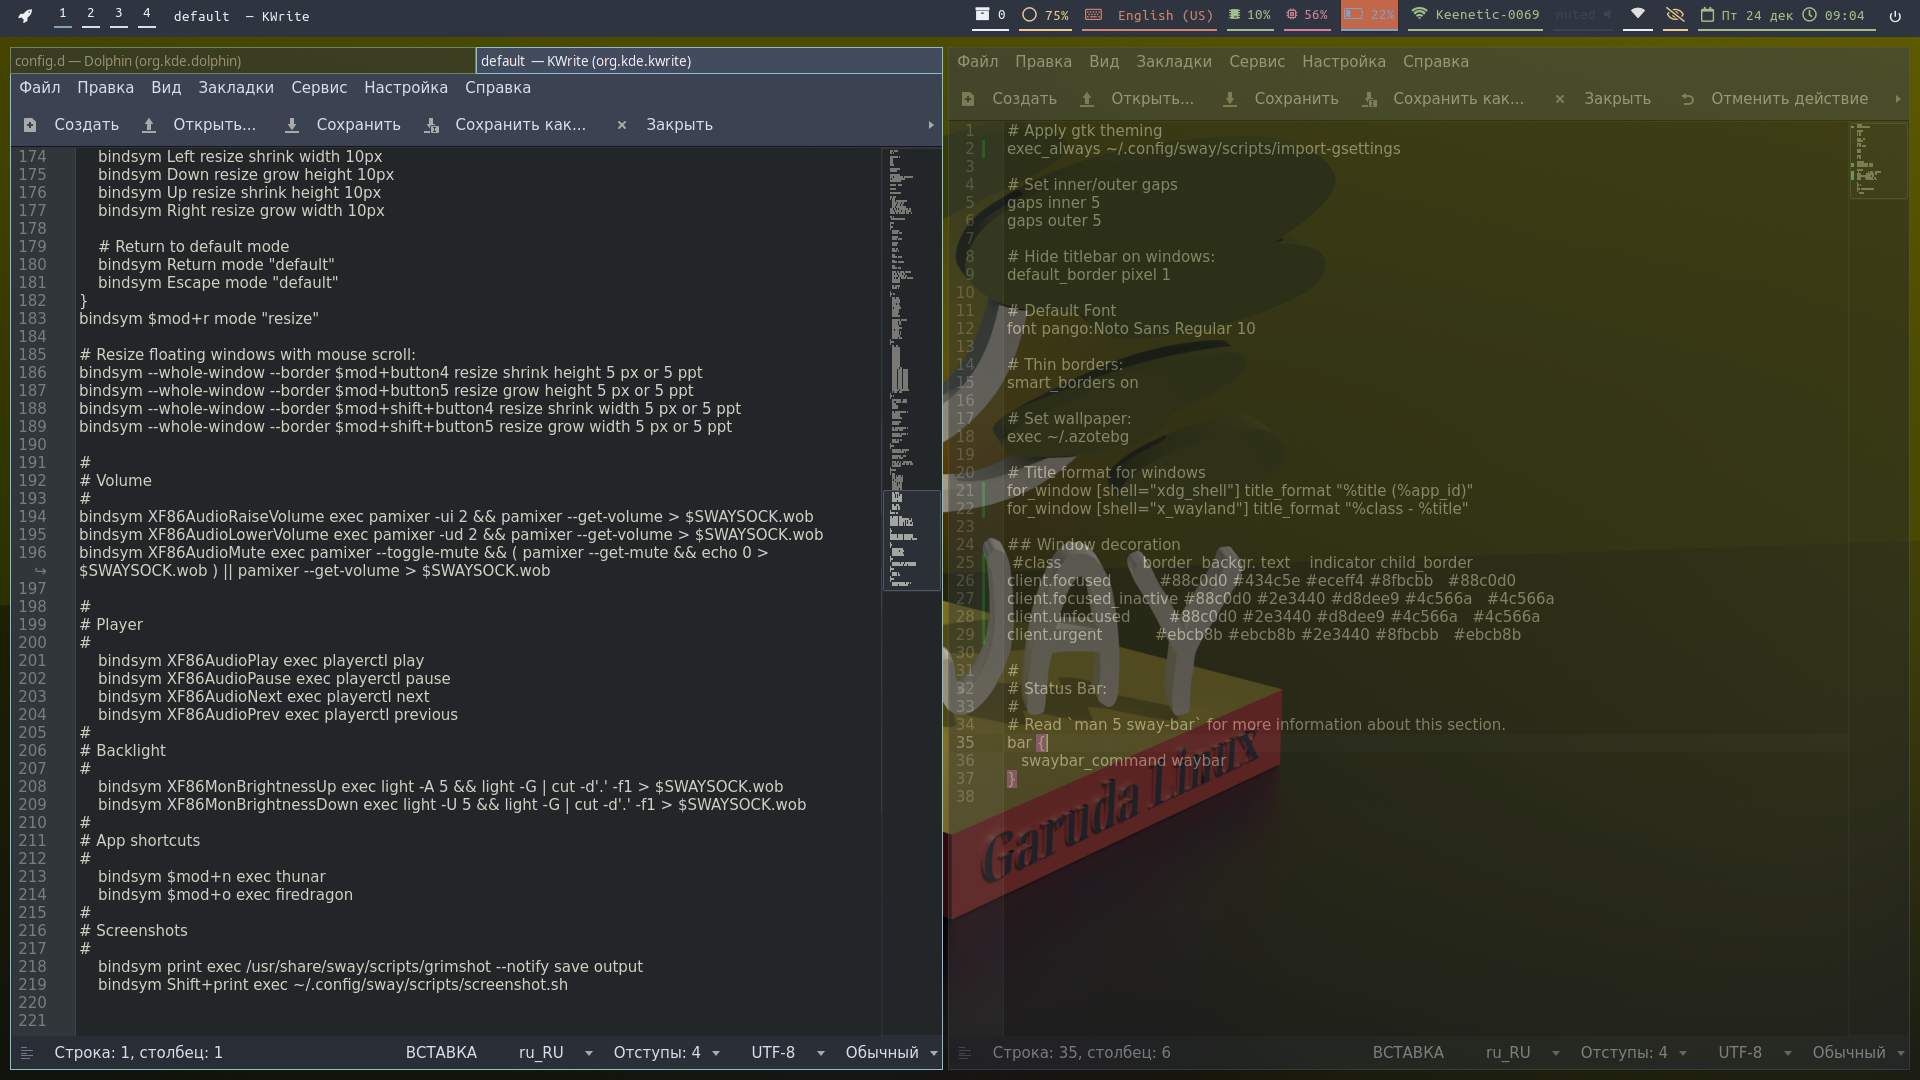 1 2 3 4 default — KWrite 0 75% English (US) 10% 56% 22% Keenetic-0069 muted Пт 24 дек 09:04
config.d — Dolphin (org.kde.dolphin)
default — KWrite (org.kde.kwrite)
Файл Правка Вид Закладки Сервис Настройка Справка
Создать Открыть... Сохранить Сохранить как... Закрыть
174 bindsym Left resize shrink width 10px
175 bindsym Down resize grow height 10px
176 bindsym Up resize shrink height 10px
177 bindsym Right resize grow width 10px
178
179 # Return to default mode
180 bindsym Return mode "default"
181 bindsym Escape mode "default"
182 }
183 bindsym $mod+r mode "resize"
184
185 # Resize floating windows with mouse scroll:
186 bindsym --whole-window --border $mod+button4 resize shrink height 5 px or 5 ppt
187 bindsym --whole-window --border $mod+button5 resize grow height 5 px or 5 ppt
188 bindsym --whole-window --border $mod+shift+button4 resize shrink width 5 px or 5 ppt
189 bindsym --whole-window --border $mod+shift+button5 resize grow width 5 px or 5 ppt
190
191 #
192 # Volume
193 #
194 bindsym XF86AudioRaiseVolume exec pamixer -ui 2 && pamixer --get-volume > $SWAYSOCK.wob
195 bindsym XF86AudioLowerVolume exec pamixer -ud 2 && pamixer --get-volume > $SWAYSOCK.wob
196 bindsym XF86AudioMute exec pamixer --toggle-mute && ( pamixer --get-mute && echo 0 >
$SWAYSOCK.wob ) || pamixer --get-volume > $SWAYSOCK.wob
197
198 #
199 # Player
200 #
201 bindsym XF86AudioPlay exec playerctl play
202 bindsym XF86AudioPause exec playerctl pause
203 bindsym XF86AudioNext exec playerctl next
204 bindsym XF86AudioPrev exec playerctl previous
205 #
206 # Backlight
207 #
208 bindsym XF86MonBrightnessUp exec light -A 5 && light -G | cut -d'.' -f1 > $SWAYSOCK.wob
209 bindsym XF86MonBrightnessDown exec light -U 5 && light -G | cut -d'.' -f1 > $SWAYSOCK.wob
210 #
211 # App shortcuts
212 #
213 bindsym $mod+n exec thunar
214 bindsym $mod+o exec firedragon
215 #
216 # Screenshots
217 #
218 bindsym print exec /usr/share/sway/scripts/grimshot --notify save output
219 bindsym Shift+print exec ~/.config/sway/scripts/screenshot.sh
220
221
Строка: 1, столбец: 1 ВСТАВКА ru_RU Отступы: 4 UTF-8 Обычный
Файл Правка Вид Закладки Сервис Настройка Справка
Создать Открыть... Сохранить Сохранить как... Закрыть Отменить действие
1 # Apply gtk theming
2 exec_always ~/.config/sway/scripts/import-gsettings
3
4 # Set inner/outer gaps
5 gaps inner 5
6 gaps outer 5
7
8 # Hide titlebar on windows:
9 default_border pixel 1
10
11 # Default Font
12 font pango:Noto Sans Regular 10
13
14 # Thin borders:
15 smart_borders on
16
17 # Set wallpaper:
18 exec ~/.azotebg
19
20 # Title format for windows
21 for_window [shell="xdg_shell"] title_format "%title (%app_id)"
22 for_window [shell="x_wayland"] title_format "%class - %title"
23
24 ## Window decoration
25 #class border backgr. text indicator child_border
26 client.focused #88c0d0 #434c5e #eceff4 #8fbcbb #88c0d0
27 client.focused_inactive #88c0d0 #2e3440 #d8dee9 #4c566a #4c566a
28 client.unfocused #88c0d0 #2e3440 #d8dee9 #4c566a #4c566a
29 client.urgent #ebcb8b #ebcb8b #2e3440 #8fbcbb #ebcb8b
30
31 #
32 # Status Bar:
33 #
34 # Read `man 5 sway-bar` for more information about this section.
35 bar {
36 swaybar_command waybar
37 }
38
WAY
Garuda Linux
Строка: 35, столбец: 6 ВСТАВКА ru_RU Отступы: 4 UTF-8 Обычный